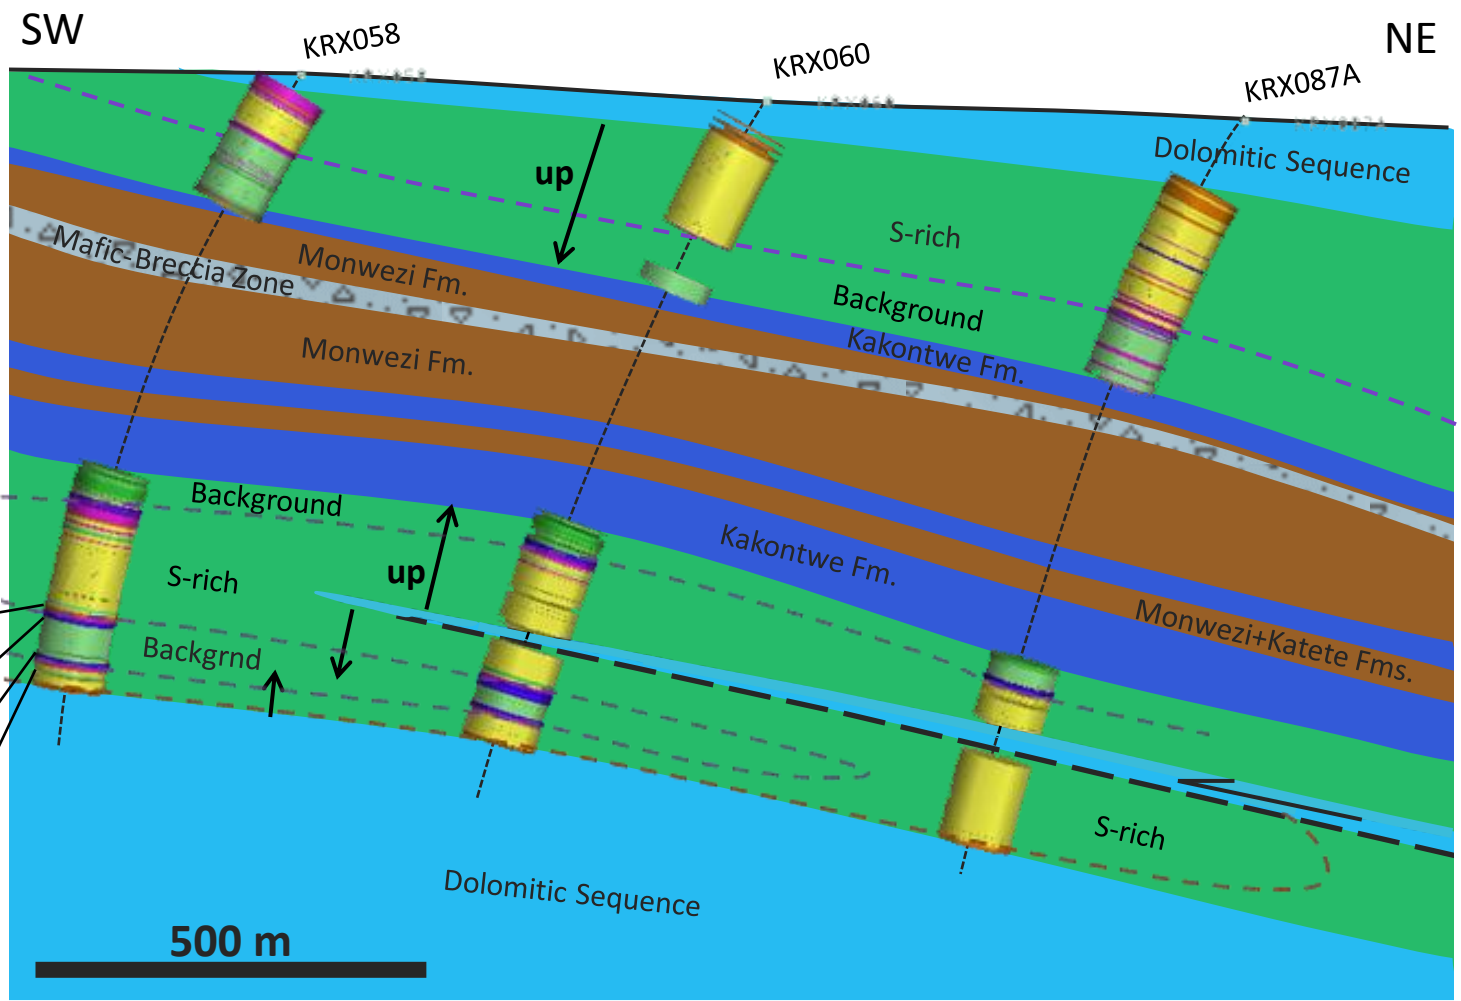 SW
KRX058
KRX060
NE
KRX087A
Dolomitic Sequence
up
S-rich
Mafic-Breccia Zone
Monwezi Fm.
Background
Kakontwe Fm.
Monwezi Fm.
Background
Kakontwe Fm.
S-rich
up
Monwezi+Katete Fms.
Backgrnd
S-rich
Dolomitic Sequence
500 m